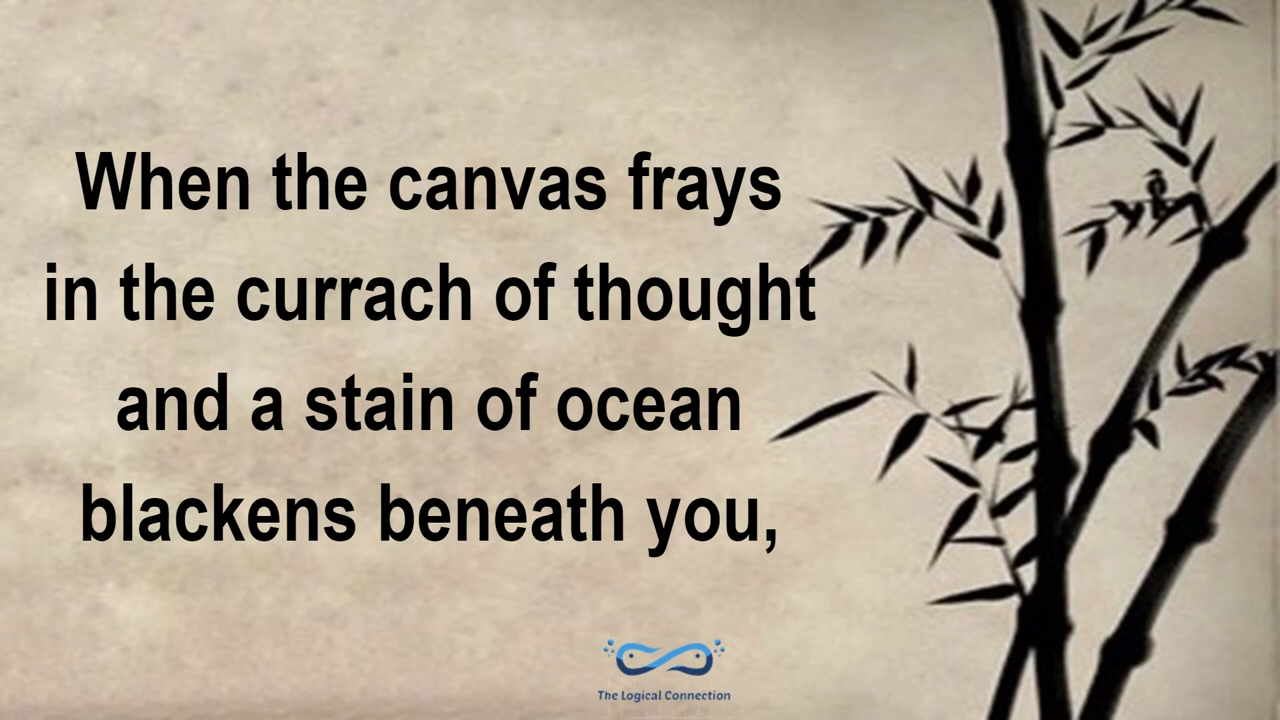 When the canvas frays
in the currach of thought
and a stain of ocean
blackens beneath you,
The Logical Connection